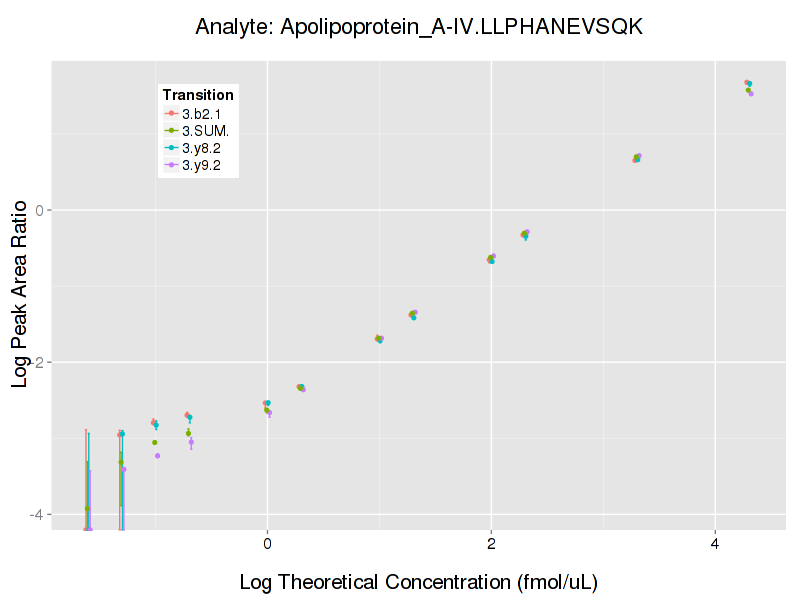 Analyte: Apolipoprotein_A-IV.LLPHANEVSQK
Transition
3.b2.1
3.SUM.
3.y8.2
3.y9.2
Log Peak Area Ratio
0
-2
-4
0
2
4
Log Theoretical Concentration (fmol/uL)